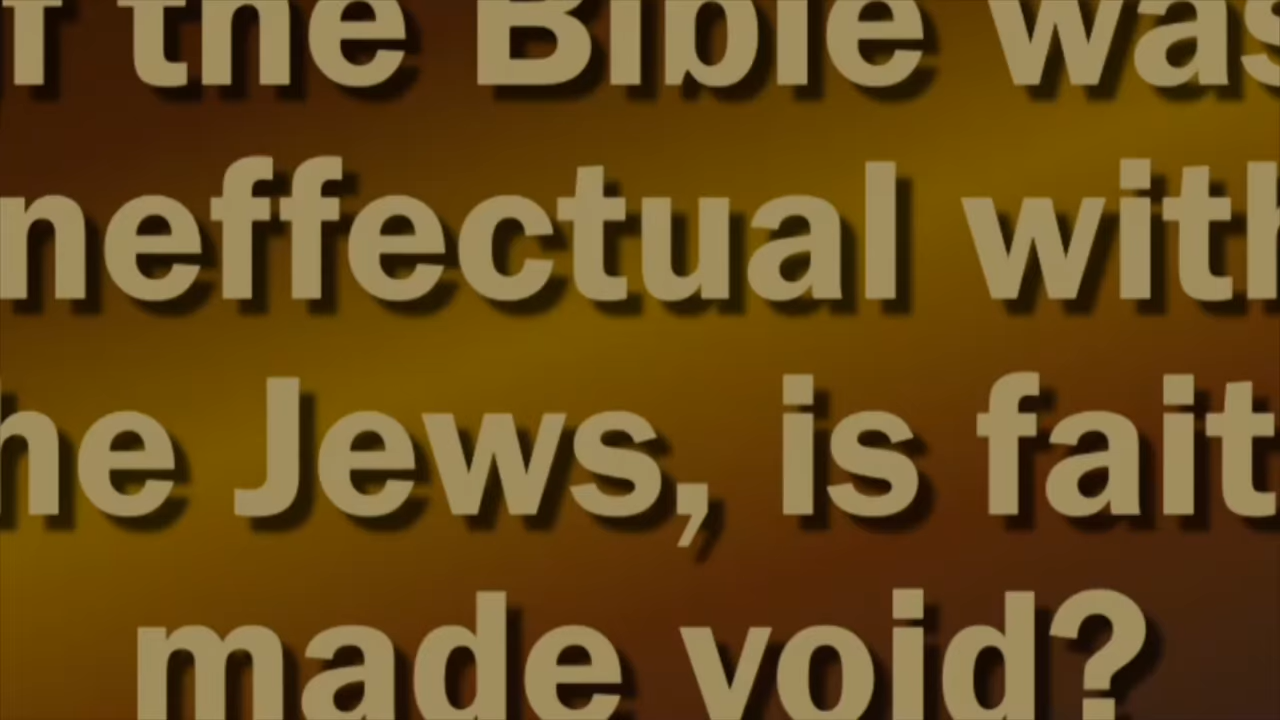 f the Bible was
neffectual with
he Jews, is fait
made void?